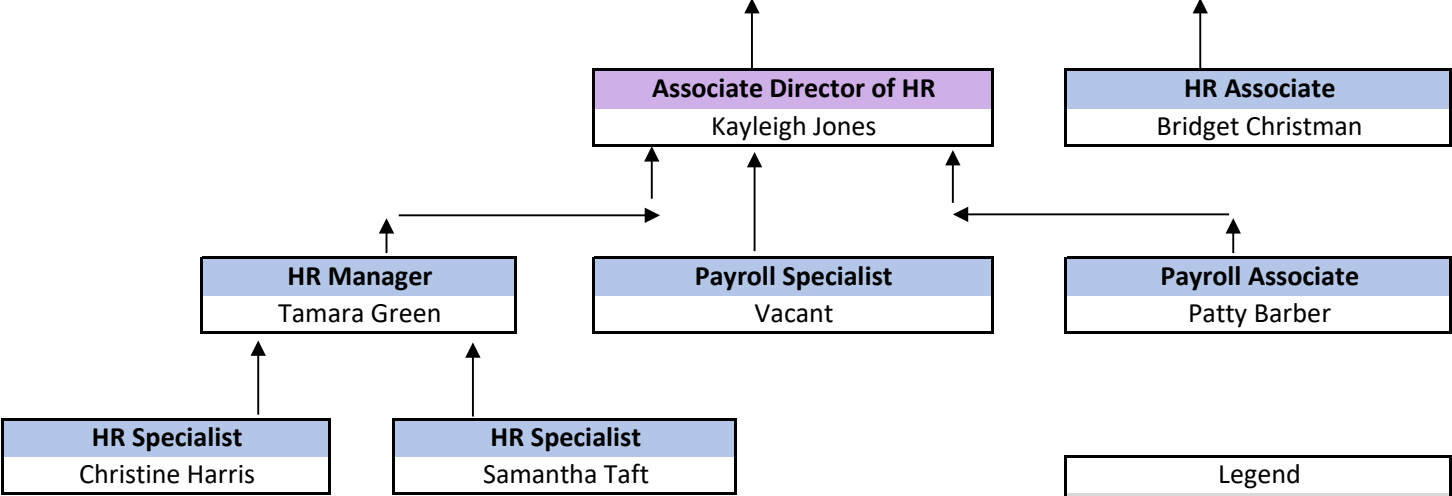 Associate Director of HR
Kayleigh Jones
HR Associate
Bridget Christman
HR Manager
Tamara Green
Payroll Specialist
Vacant
Payroll Associate
Patty Barber
HR Specialist
Christine Harris
HR Specialist
Samantha Taft
Legend